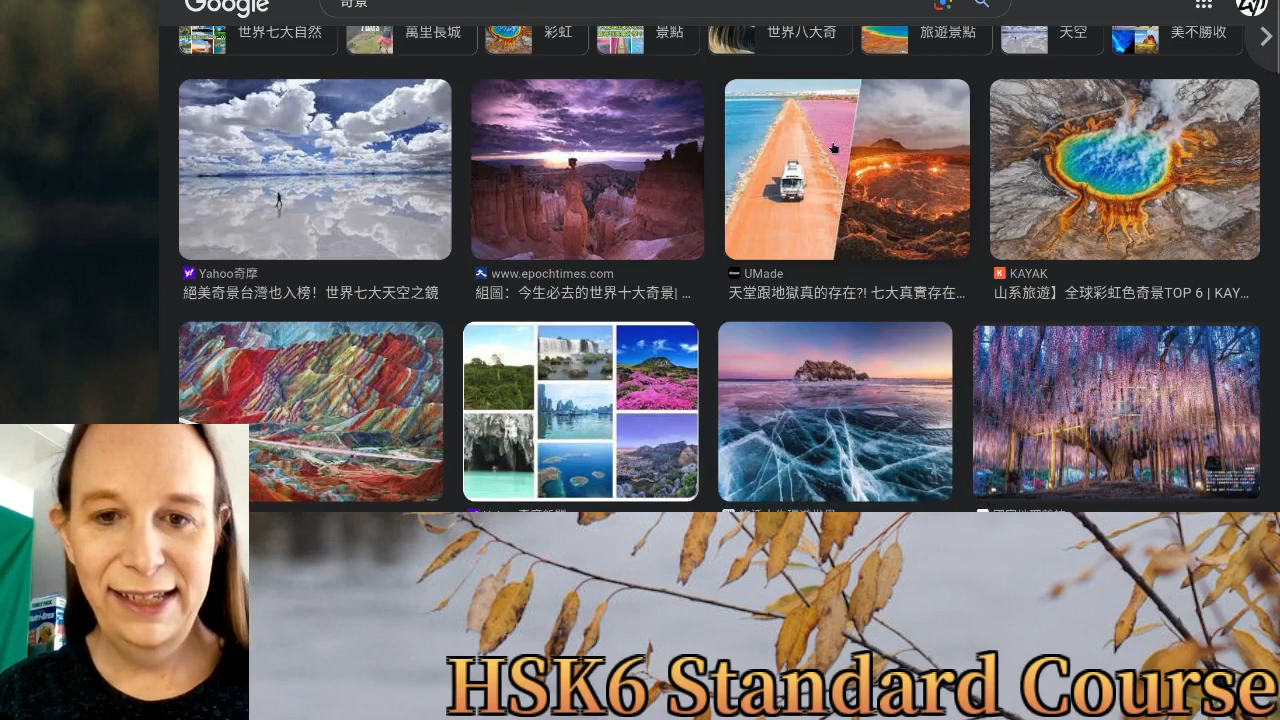 Google
奇景
世界七大自然 萬里長城 彩虹 景點 世界八大奇 旅遊景點 天空 美不勝收
Yahoo奇摩 www.epochtimes.com UMade KAYAK
絕美奇景台灣也入榜！世界七大天空之鏡 組圖：今生必去的世界十大奇景| ... 天堂跟地獄真的存在?! 七大真實存在... 山系旅遊】全球彩虹色奇景TOP 6 | KAY...
HSK6 Standard Course